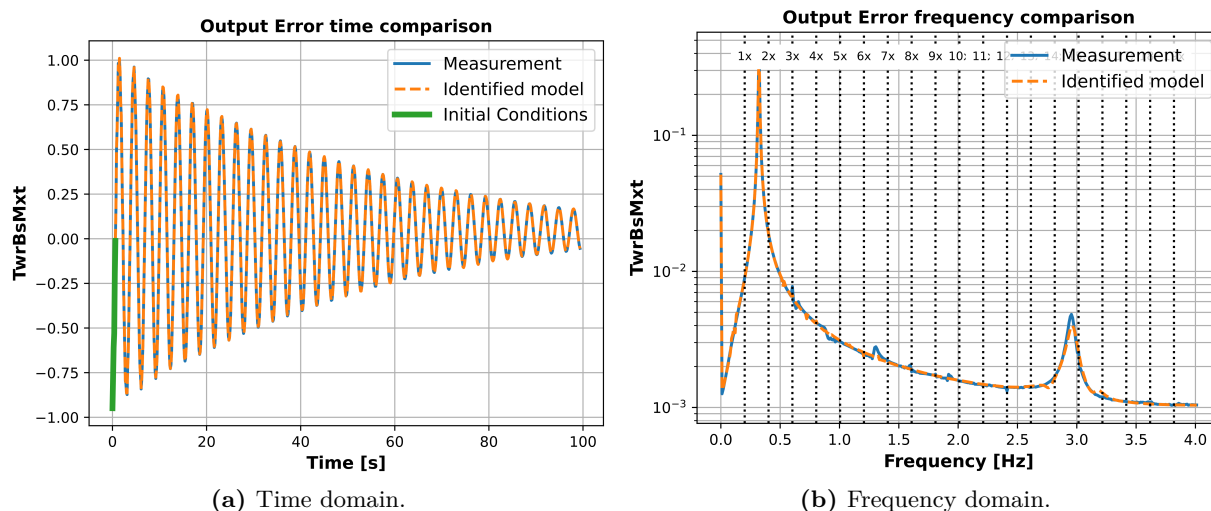 Output Error time comparison
1.00
0.75
0.50
0.25
0.00
−0.25
−0.50
−0.75
−1.00
TwrBsMxt
Measurement
Identified model
Initial Conditions
0
20
40
60
80
100
Time [s]
(a) Time domain.
Output Error frequency comparison
1x 2x 3x 4x 5x 6x 7x 8x 9x 10: 11:
Measurement
Identified model
10⁻¹
10⁻²
10⁻³
TwrBsMxt
0.0 0.5 1.0 1.5 2.0 2.5 3.0 3.5 4.0
Frequency [Hz]
(b) Frequency domain.